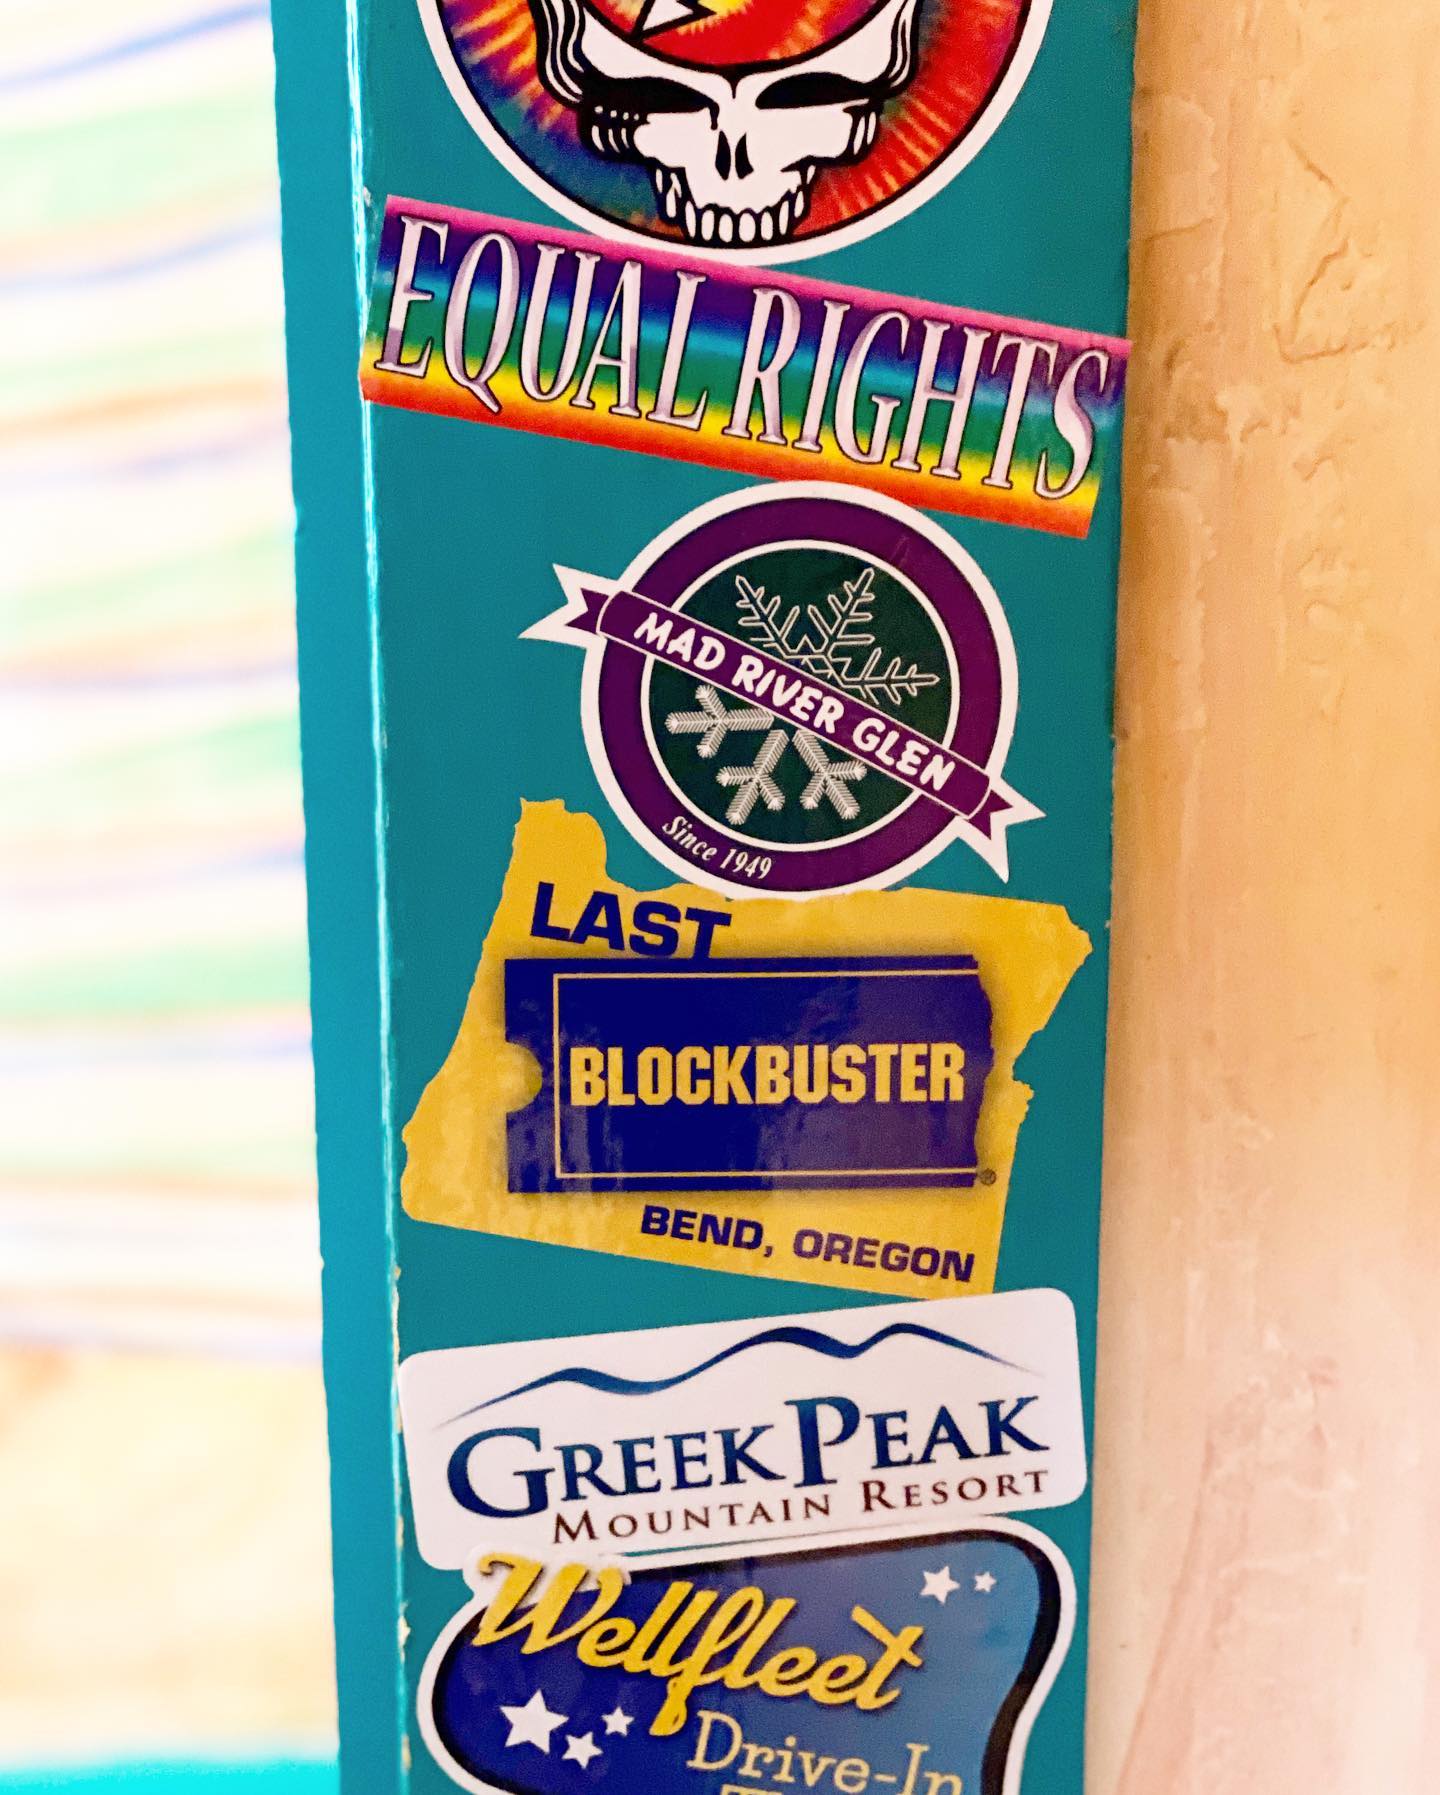 EQUAL RIGHTS
MAD RIVER GLEN
Since 1949
LAST
BLOCKBUSTER
®
BEND, OREGON
GREEK PEAK
MOUNTAIN RESORT
Wellfleet
Drive-In